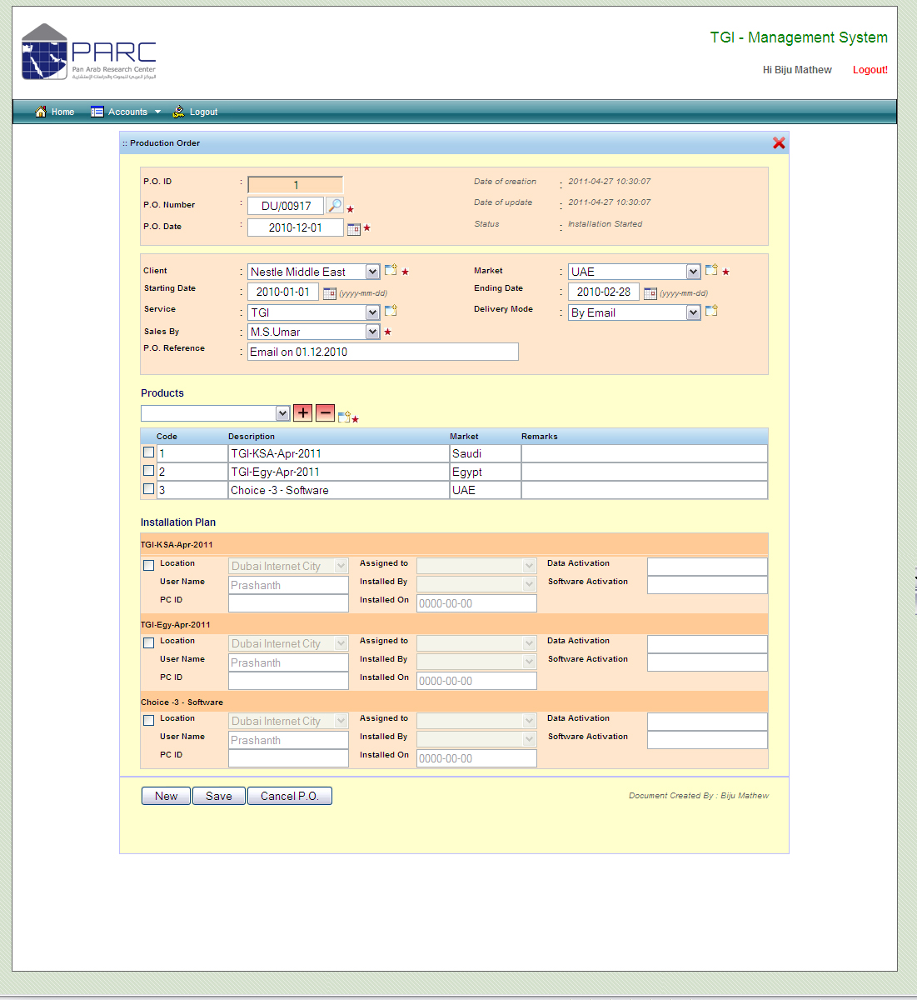 PARC
Pan Arab Research Center
TGI - Management System
Hi Biju Mathew Logout!
Home Accounts Logout
:: Production Order
P.O. ID : 1 Date of creation : 2011-04-27 10:30:07
P.O. Number : DU/00917 ★ Date of update : 2011-04-27 10:30:07
P.O. Date : 2010-12-01 ★ Status : Installation Started
Client : Nestle Middle East ★ Market : UAE ★
Starting Date : 2010-01-01 (yyyy-mm-dd) Ending Date : 2010-02-28 (yyyy-mm-dd)
Service : TGI Delivery Mode : By Email
Sales By : M.S.Umar ★
P.O. Reference : Email on 01.12.2010
Products
+ − ★
Code Description Market Remarks
1 TGI-KSA-Apr-2011 Saudi
2 TGI-Egy-Apr-2011 Egypt
3 Choice -3 - Software UAE
Installation Plan
TGI-KSA-Apr-2011
Location Dubai Internet City Assigned to Data Activation
User Name Prashanth Installed By Software Activation
PC ID Installed On 0000-00-00
TGI-Egy-Apr-2011
Location Dubai Internet City Assigned to Data Activation
User Name Prashanth Installed By Software Activation
PC ID Installed On 0000-00-00
Choice -3 - Software
Location Dubai Internet City Assigned to Data Activation
User Name Prashanth Installed By Software Activation
PC ID Installed On 0000-00-00
New Save Cancel P.O. Document Created By : Biju Mathew